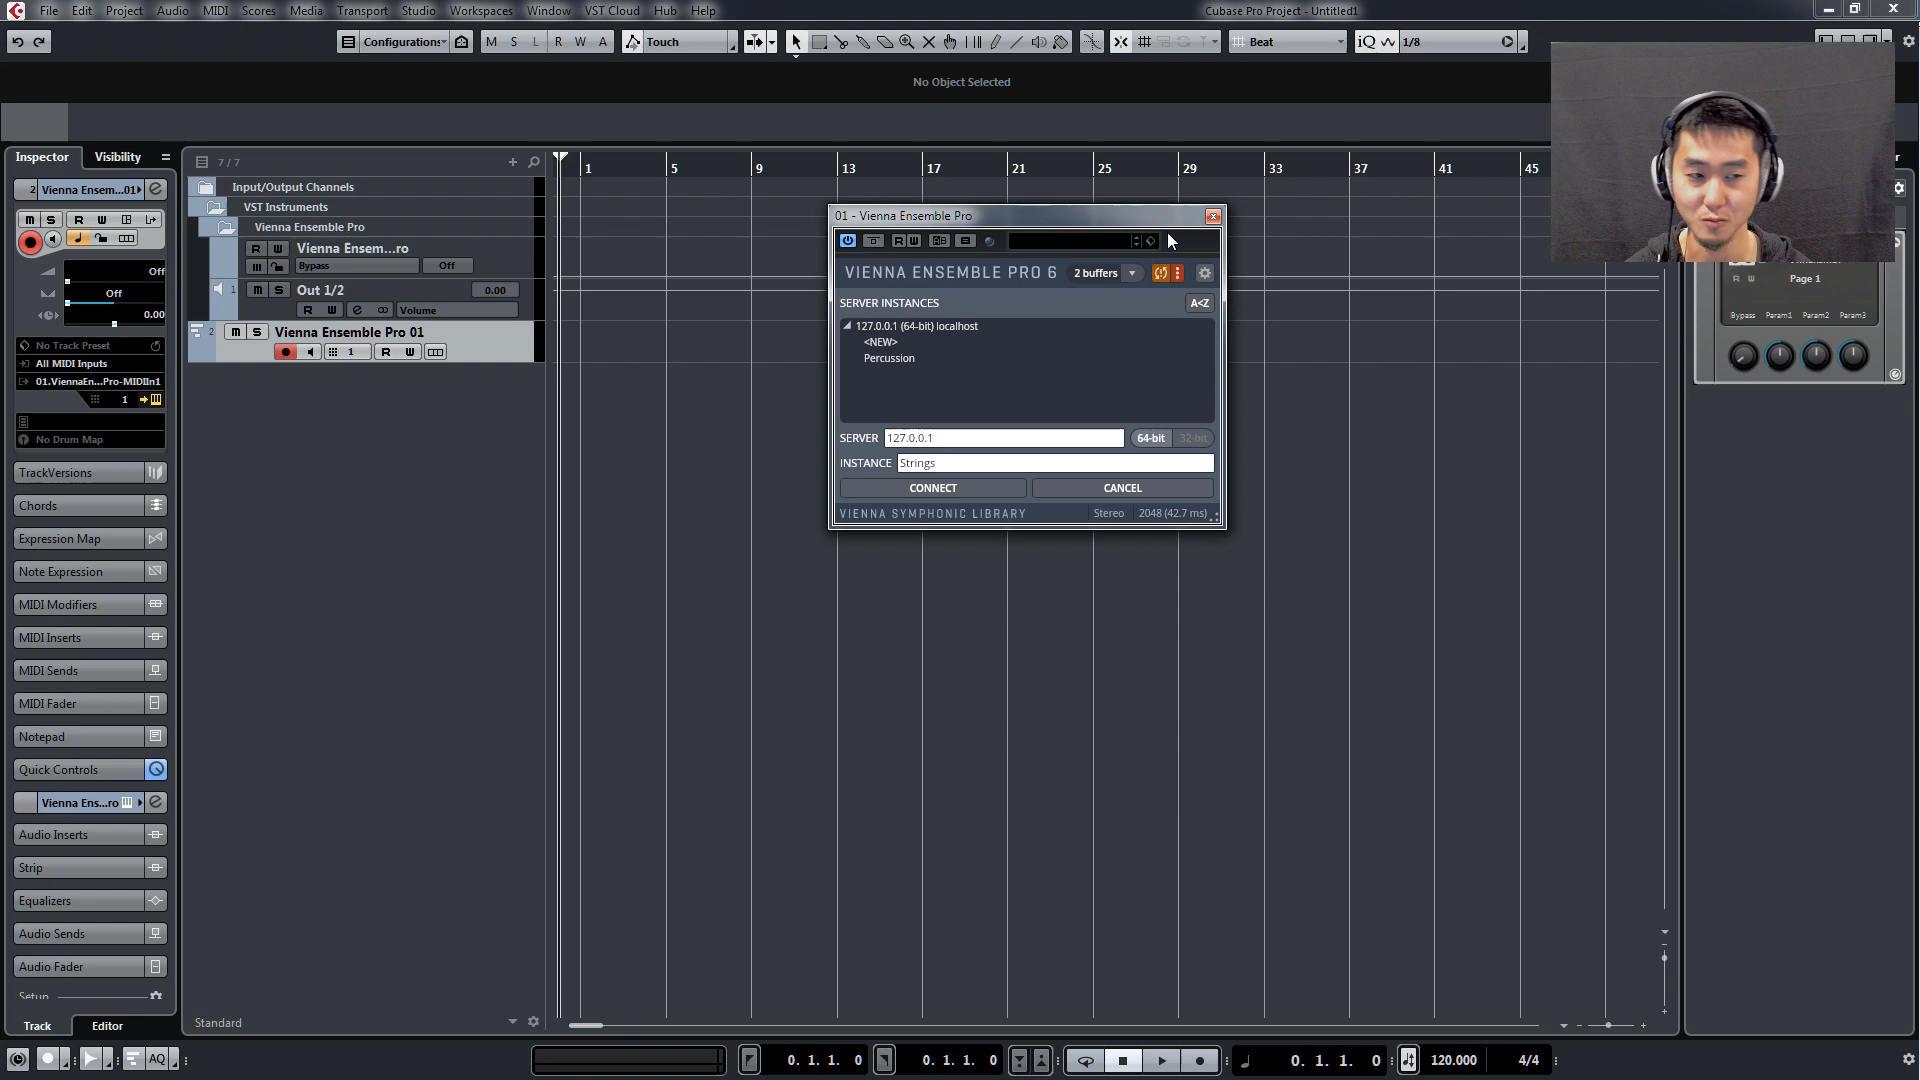 File Edit Project Audio MIDI Scores Media Transport Studio Workspaces Window VST Cloud Hub Help
Cubase Pro Project - Untitled1
Configurations M S L R W A Touch Beat iQ 1/8
No Object Selected
Inspector Visibility
7 / 7
1 5 9 13 17 21 25 29 33 37 41 45
2 Vienna Ensem...01
M S R W
Off
Off
0.00
No Track Preset
All MIDI Inputs
01.ViennaEn...Pro-MIDIIn1
1
No Drum Map
TrackVersions
Chords
Expression Map
Note Expression
MIDI Modifiers
MIDI Inserts
MIDI Sends
MIDI Fader
Notepad
Quick Controls
Vienna Ens...ro
Audio Inserts
Strip
Equalizers
Audio Sends
Audio Fader
Setup
Track Editor
Input/Output Channels
VST Instruments
Vienna Ensemble Pro
R W Vienna Ensem...ro
Bypass Off
1 M S Out 1/2 0.00
R W Volume
2 M S Vienna Ensemble Pro 01
1 R W
Standard
01 - Vienna Ensemble Pro
R W
VIENNA ENSEMBLE PRO 6 2 buffers
SERVER INSTANCES A<Z
127.0.0.1 (64-bit) localhost
<NEW>
Percussion
SERVER 127.0.0.1 64-bit 32-bit
INSTANCE Strings
CONNECT CANCEL
VIENNA SYMPHONIC LIBRARY Stereo 2048 (42.7 ms)
R W Page 1
Bypass Param1 Param2 Param3
AQ 0. 1. 1. 0 0. 1. 1. 0 0. 1. 1. 0 120.000 4/4